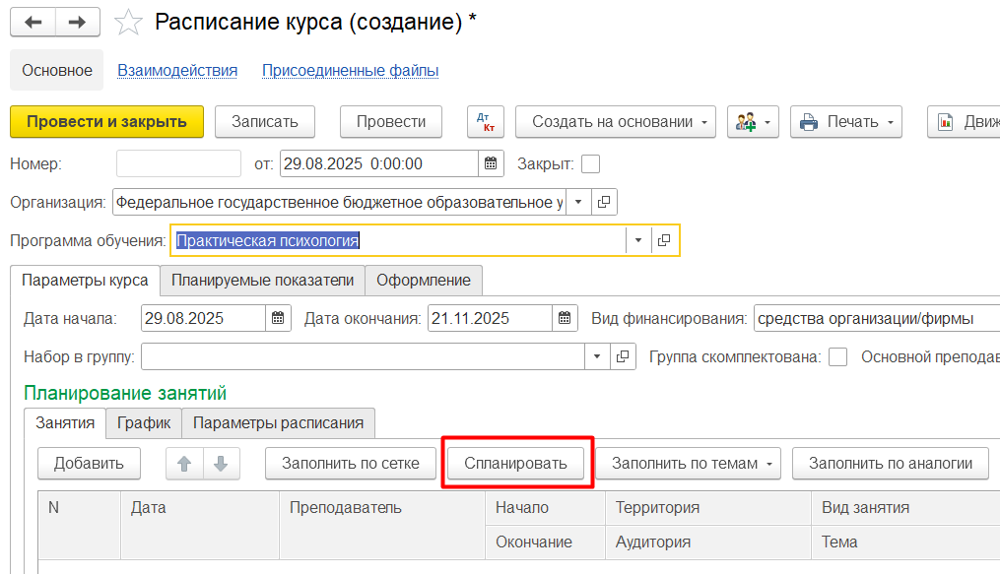 Расписание курса (создание) *
Основное Взаимодействия Присоединенные файлы
Провести и закрыть Записать Провести Дт Кт Создать на основании Печать Движ
Номер: от: 29.08.2025 0:00:00 Закрыт:
Организация: Федеральное государственное бюджетное образовательное у
Программа обучения: Практическая психология
Параметры курса Планируемые показатели Оформление
Дата начала: 29.08.2025 Дата окончания: 21.11.2025 Вид финансирования: средства организации/фирмы
Набор в группу: Группа скомплектована: Основной преподав
Планирование занятий
Занятия График Параметры расписания
Добавить Заполнить по сетке Спланировать Заполнить по темам Заполнить по аналогии
N Дата Преподаватель Начало Территория Вид занятия
Окончание Аудитория Тема